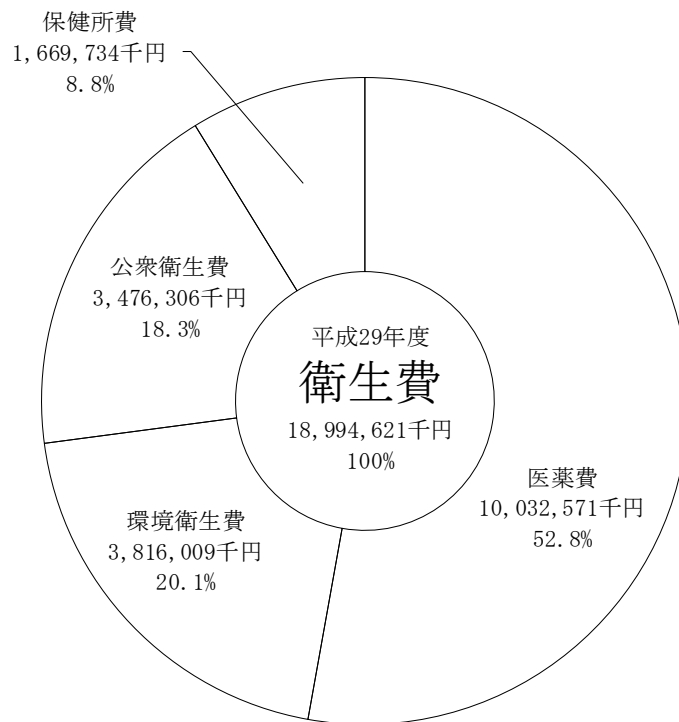 保健所費
1,669,734千円
8.8%
公衆衛生費
3,476,306千円
18.3%
平成29年度
衛生費
18,994,621千円
100%
医薬費
10,032,571千円
52.8%
環境衛生費
3,816,009千円
20.1%